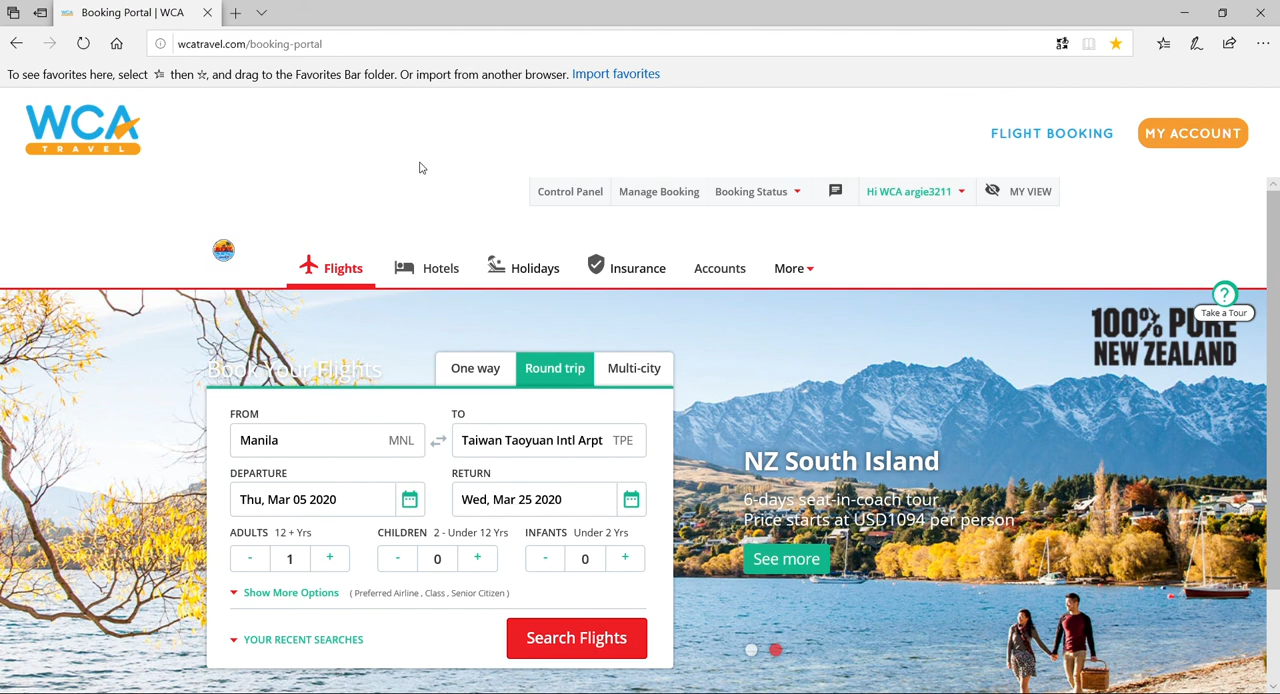 Booking Portal | WCA
wcatravel.com/booking-portal
To see favorites here, select then , and drag to the Favorites Bar folder. Or import from another browser. Import favorites
WCA
TRAVEL
FLIGHT BOOKING
MY ACCOUNT
Control Panel
Manage Booking
Booking Status
Hi WCA argie3211
MY VIEW
Flights
Hotels
Holidays
Insurance
Accounts
More
?
Take a Tour
100% PURE
NEW ZEALAND
Book Your Flights
One way
Round trip
Multi-city
FROM
TO
Manila MNL
Taiwan Taoyuan Intl Arpt TPE
DEPARTURE
RETURN
Thu, Mar 05 2020
Wed, Mar 25 2020
ADULTS 12 + Yrs
CHILDREN 2 - Under 12 Yrs
INFANTS Under 2 Yrs
- 1 +
- 0 +
- 0 +
Show More Options ( Preferred Airline , Class , Senior Citizen )
YOUR RECENT SEARCHES
Search Flights
NZ South Island
6-days seat-in-coach tour
Price starts at USD1094 per person
See more